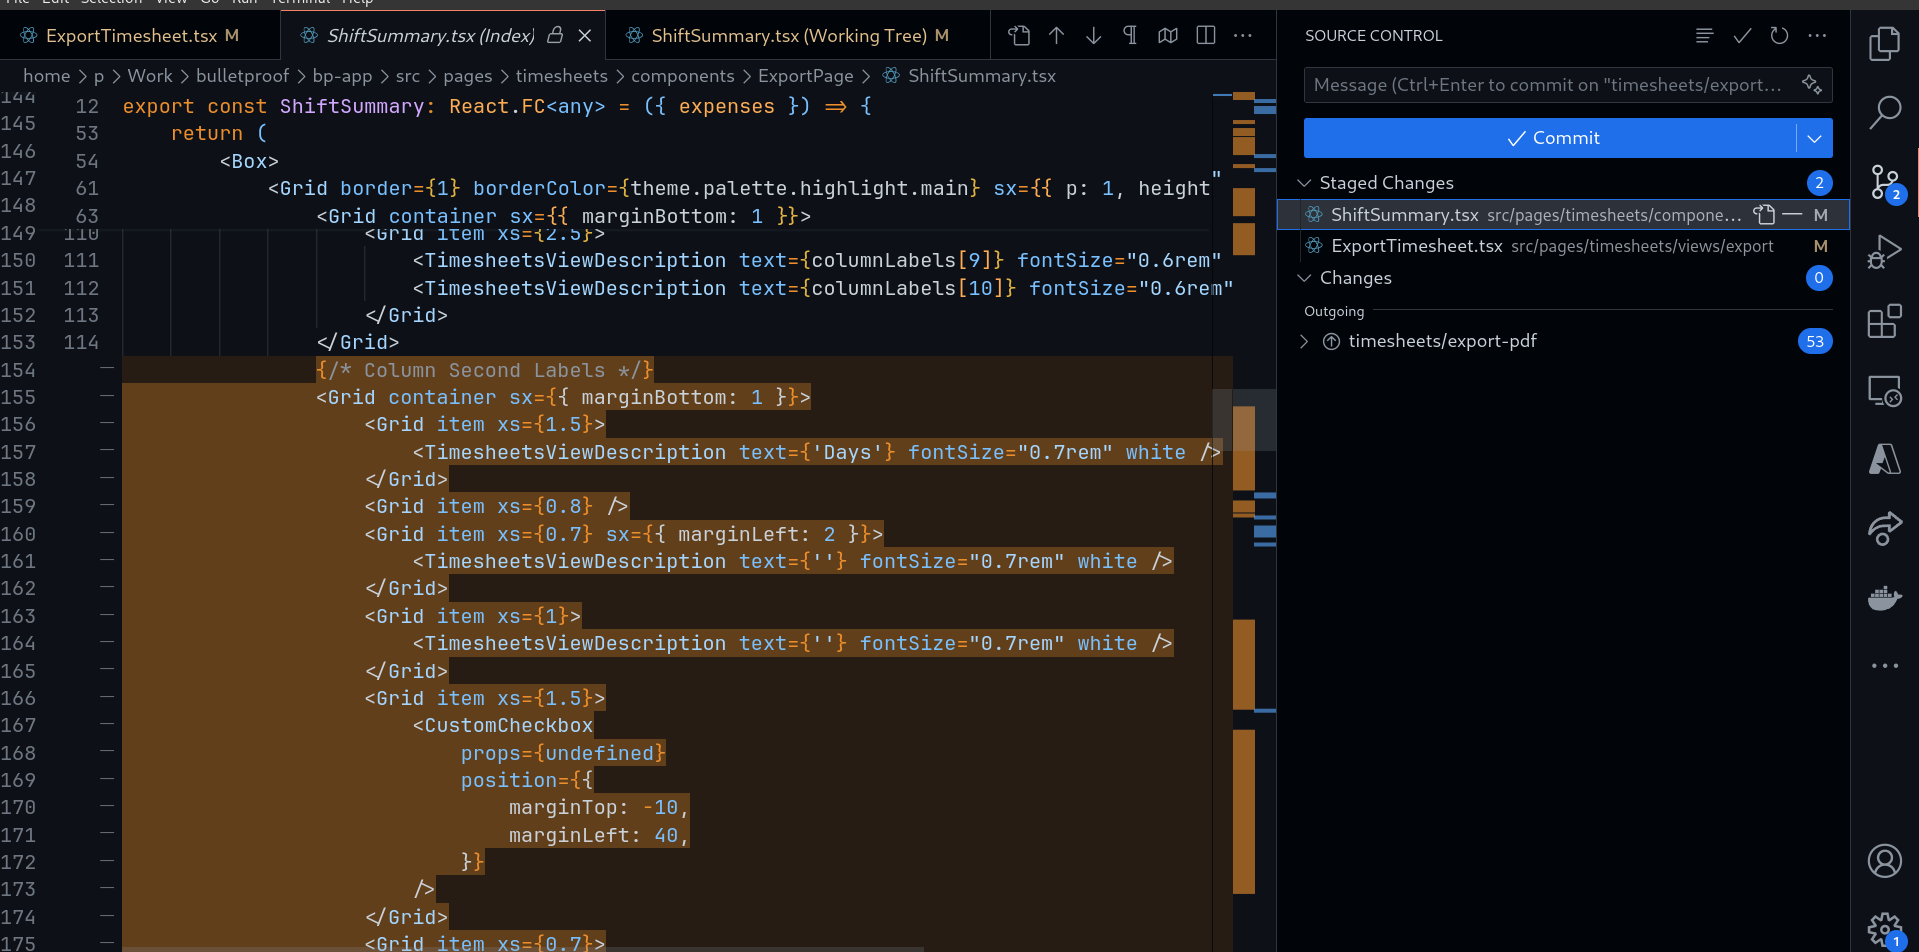 File Edit Selection View Go Run Terminal Help
ExportTimesheet.tsx M
ShiftSummary.tsx (Index)
ShiftSummary.tsx (Working Tree) M
home > p > Work > bulletproof > bp-app > src > pages > timesheets > components > ExportPage > ShiftSummary.tsx
144 12 export const ShiftSummary: React.FC<any> = ({ expenses }) => {
145 53 return (
146 54 <Box>
147 61 <Grid border={1} borderColor={theme.palette.highlight.main} sx={{ p: 1, height"
148 63 <Grid container sx={{ marginBottom: 1 }}>
149 110 <Grid item xs={2.5}>
150 111 <TimesheetsViewDescription text={columnLabels[9]} fontSize="0.6rem"
151 112 <TimesheetsViewDescription text={columnLabels[10]} fontSize="0.6rem"
152 113 </Grid>
153 114 </Grid>
154 — {/* Column Second Labels */}
155 — <Grid container sx={{ marginBottom: 1 }}>
156 — <Grid item xs={1.5}>
157 — <TimesheetsViewDescription text={'Days'} fontSize="0.7rem" white />
158 — </Grid>
159 — <Grid item xs={0.8} />
160 — <Grid item xs={0.7} sx={{ marginLeft: 2 }}>
161 — <TimesheetsViewDescription text={''} fontSize="0.7rem" white />
162 — </Grid>
163 — <Grid item xs={1}>
164 — <TimesheetsViewDescription text={''} fontSize="0.7rem" white />
165 — </Grid>
166 — <Grid item xs={1.5}>
167 — <CustomCheckbox
168 — props={undefined}
169 — position={{
170 — marginTop: -10,
171 — marginLeft: 40,
172 — }}
173 — />
174 — </Grid>
175 — <Grid item xs={0.7}>
SOURCE CONTROL
Message (Ctrl+Enter to commit on "timesheets/export...
Commit
Staged Changes 2
ShiftSummary.tsx src/pages/timesheets/compone... M
ExportTimesheet.tsx src/pages/timesheets/views/export M
Changes 0
Outgoing
timesheets/export-pdf 53
2
1